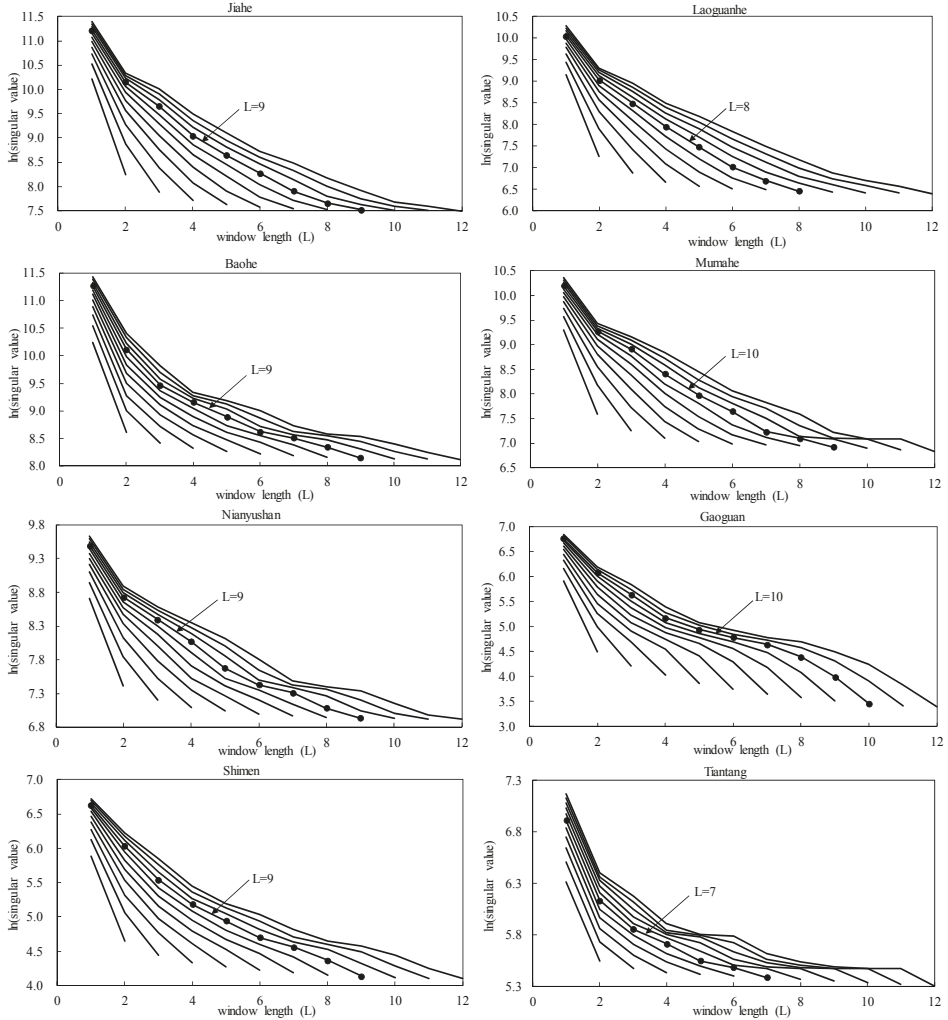 Jiahe
11.5
11.0
10.5
10.0
9.5
9.0
8.5
8.0
7.5
ln(singular value)
L=9
0 2 4 6 8 10 12
window length (L)
Laoguanhe
10.5
10.0
9.5
9.0
8.5
8.0
7.5
7.0
6.5
6.0
ln(singular value)
L=8
0 2 4 6 8 10 12
window length (L)
Baohe
11.5
11.0
10.5
10.0
9.5
9.0
8.5
8.0
ln(singular value)
L=9
0 2 4 6 8 10 12
window length (L)
Mumahe
10.5
10.0
9.5
9.0
8.5
8.0
7.5
7.0
6.5
ln(singular value)
L=10
0 2 4 6 8 10 12
window length (L)
Nianyushan
9.8
9.3
8.8
8.3
7.8
7.3
6.8
ln(singular value)
L=9
0 2 4 6 8 10 12
window length (L)
Gaoguan
7.0
6.5
6.0
5.5
5.0
4.5
4.0
3.5
3.0
ln(singular value)
L=10
0 2 4 6 8 10 12
window length (L)
Shimen
7.0
6.5
6.0
5.5
5.0
4.5
4.0
ln(singular value)
L=9
0 2 4 6 8 10 12
window length (L)
Tiantang
7.3
6.8
6.3
5.8
5.3
ln(singular value)
L=7
0 2 4 6 8 10 12
window length (L)